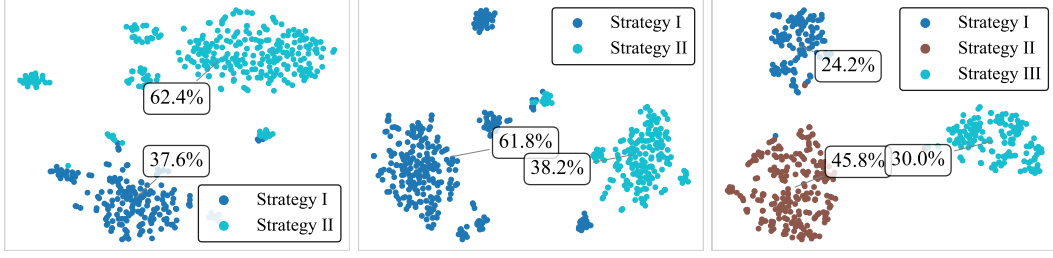 62.4%
37.6%
Strategy I
Strategy II
Strategy I
Strategy II
61.8%
38.2%
Strategy I
Strategy II
Strategy III
24.2%
45.8%
30.0%